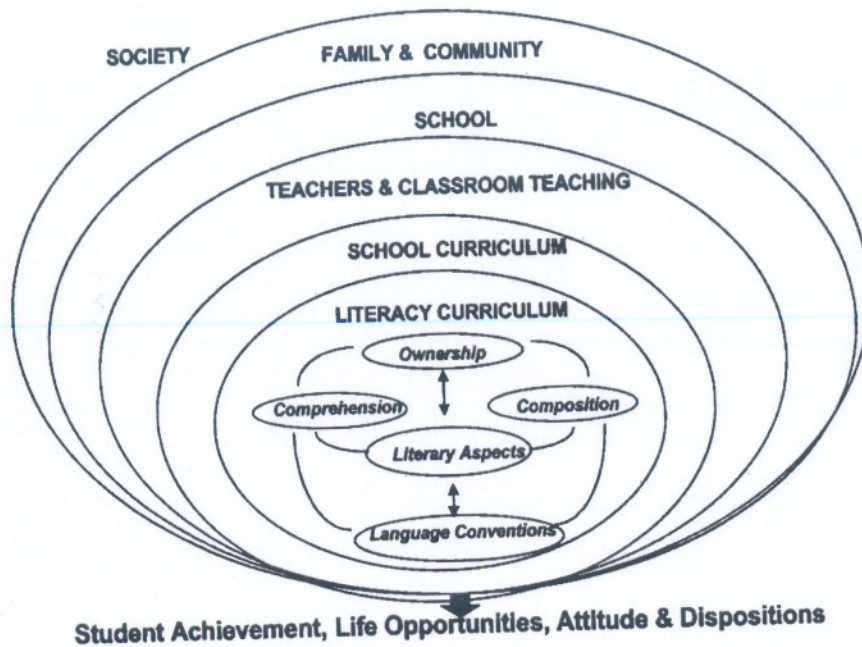 SOCIETY
FAMILY & COMMUNITY
SCHOOL
TEACHERS & CLASSROOM TEACHING
SCHOOL CURRICULUM
LITERACY CURRICULUM
Ownership
Comprehension
Composition
Literary Aspects
Language Conventions
Student Achievement, Life Opportunities, Attitude & Dispositions